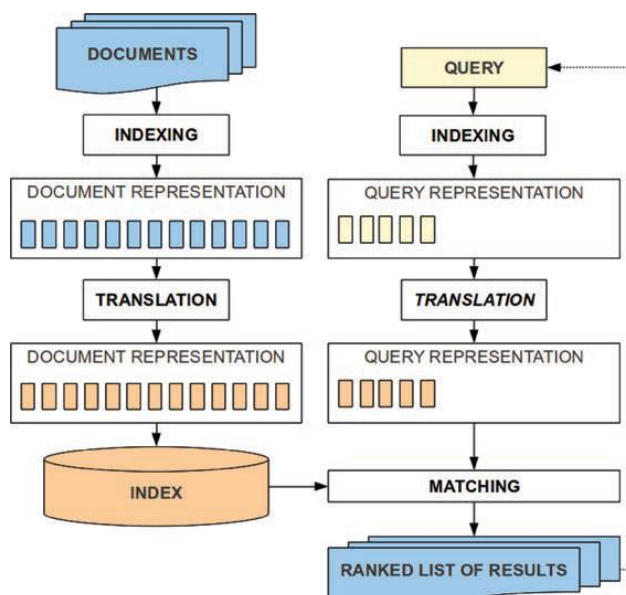 DOCUMENTS
QUERY
INDEXING
INDEXING
DOCUMENT REPRESENTATION
QUERY REPRESENTATION
TRANSLATION
TRANSLATION
DOCUMENT REPRESENTATION
QUERY REPRESENTATION
INDEX
MATCHING
RANKED LIST OF RESULTS